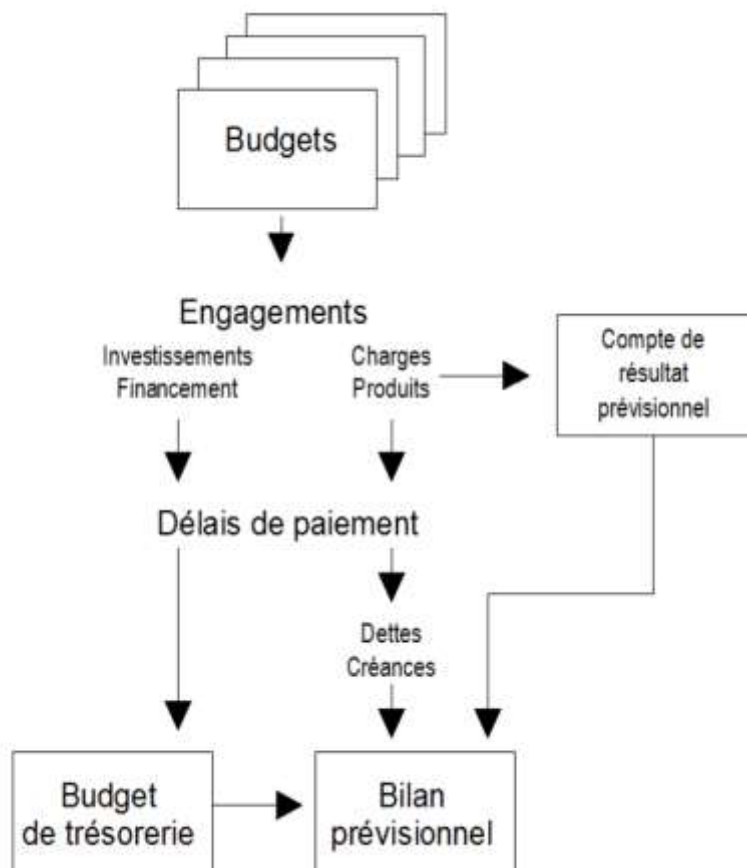 Budgets
Engagements
Investissements
Financement
Charges
Produits
Compte de
résultat
prévisionnel
Délais de paiement
Dettes
Créances
Budget
de trésorerie
Bilan
prévisionnel